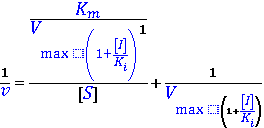 1/v = (K_m / V_max □ (1+[I]/K_i)^1) / [S] + 1 / V_max □ (1+[I]/K_i)